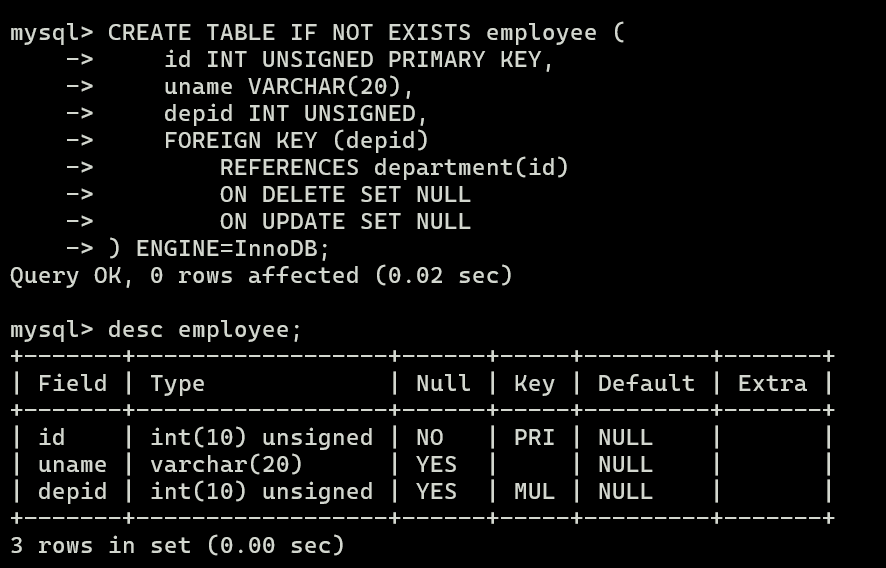 mysql> CREATE TABLE IF NOT EXISTS employee (
    ->     id INT UNSIGNED PRIMARY KEY,
    ->     uname VARCHAR(20),
    ->     depid INT UNSIGNED,
    ->     FOREIGN KEY (depid)
    ->         REFERENCES department(id)
    ->         ON DELETE SET NULL
    ->         ON UPDATE SET NULL
    -> ) ENGINE=InnoDB;
Query OK, 0 rows affected (0.02 sec)

mysql> desc employee;
+-------+------------------+------+-----+---------+-------+
| Field | Type             | Null | Key | Default | Extra |
+-------+------------------+------+-----+---------+-------+
| id    | int(10) unsigned | NO   | PRI | NULL    |       |
| uname | varchar(20)      | YES  |     | NULL    |       |
| depid | int(10) unsigned | YES  | MUL | NULL    |       |
+-------+------------------+------+-----+---------+-------+
3 rows in set (0.00 sec)